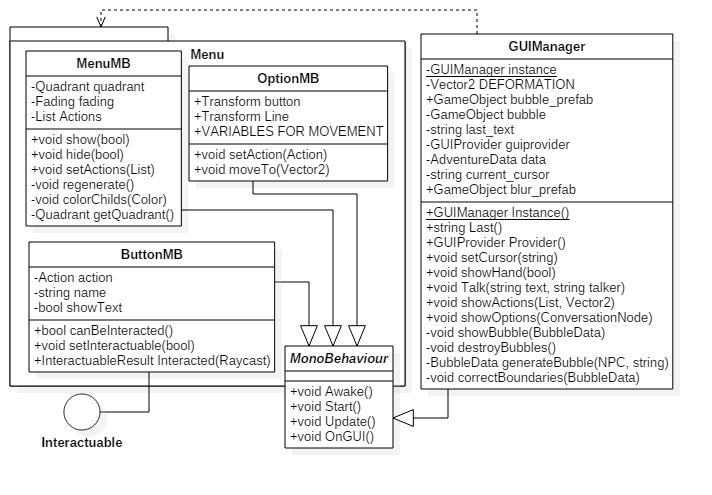 Menu
MenuMB
-Quadrant quadrant
-Fading fading
-List Actions
+void show(bool)
+void hide(bool)
+void setActions(List)
-void regenerate()
-void colorChilds(Color)
-Quadrant getQuadrant()
OptionMB
+Transform button
+Transform Line
+VARIABLES FOR MOVEMENT
+void setAction(Action)
+void moveTo(Vector2)
ButtonMB
-Action action
-string name
-bool showText
+bool canBeInteracted()
+void setInteractuable(bool)
+InteractuableResult Interacted(Raycast)
Interactuable
MonoBehaviour
+void Awake()
+void Start()
+void Update()
+void OnGUI()
GUIManager
-GUIManager instance
-Vector2 DEFORMATION
+GameObject bubble_prefab
-GameObject bubble
-string last_text
-GUIProvider guiprovider
-AdventureData data
-string current_cursor
+GameObject blur_prefab
+GUIManager Instance()
+string Last()
+GUIProvider Provider()
+void setCursor(string)
+void showHand(bool)
+void Talk(string text, string talker)
+void showActions(List, Vector2)
+void showOptions(ConversationNode)
-void showBubble(BubbleData)
-void destroyBubbles()
-BubbleData generateBubble(NPC, string)
-void correctBoundaries(BubbleData)